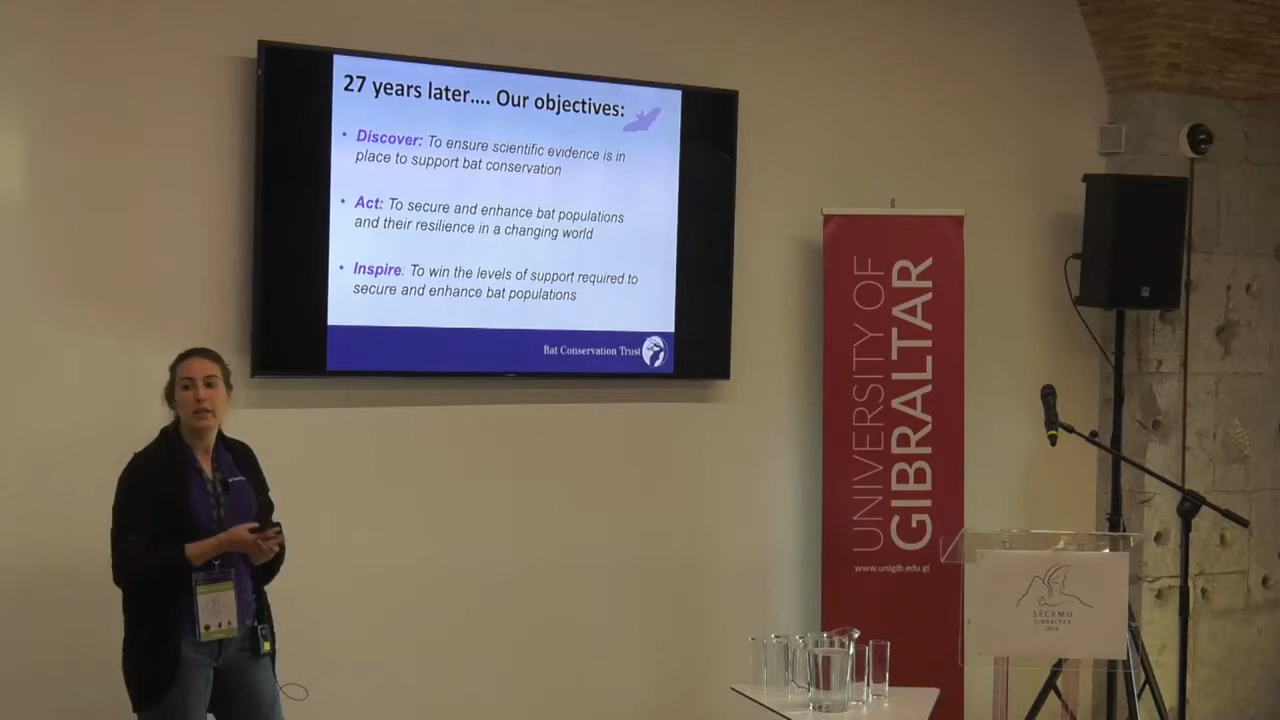 27 years later.... Our objectives:
• Discover: To ensure scientific evidence is in
place to support bat conservation
• Act: To secure and enhance bat populations
and their resilience in a changing world
• Inspire: To win the levels of support required to
secure and enhance bat populations
Bat Conservation Trust
UNIVERSITY OF
GIBRALTAR
www.unigib.edu.gi
SECEMU
GIBRALTAR